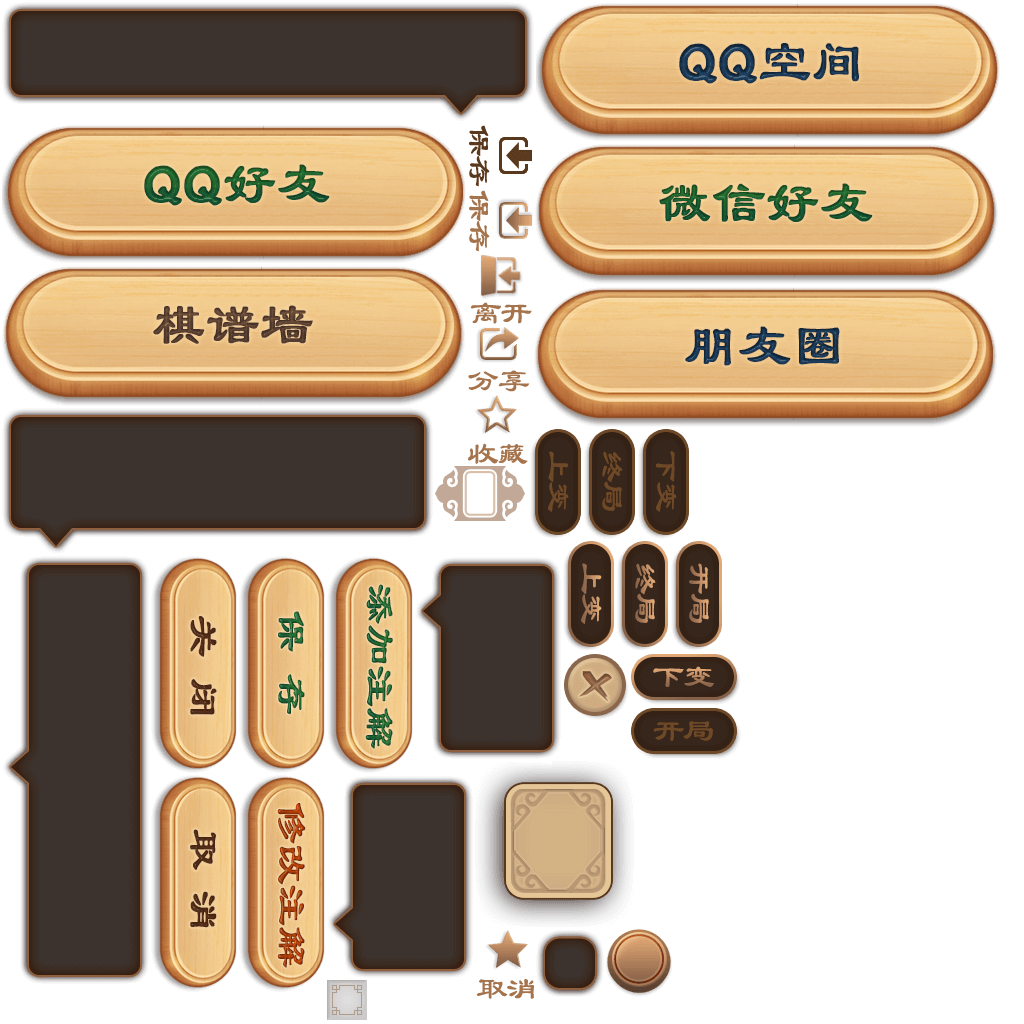 QQ空间
QQ好友
保存
保存
微信好友
离开
棋谱墙
分享
朋友圈
收藏
上变
终局
下变
上变
终局
开局
关闭
保存
添加注解
下变
开局
取消
修改注解
取消